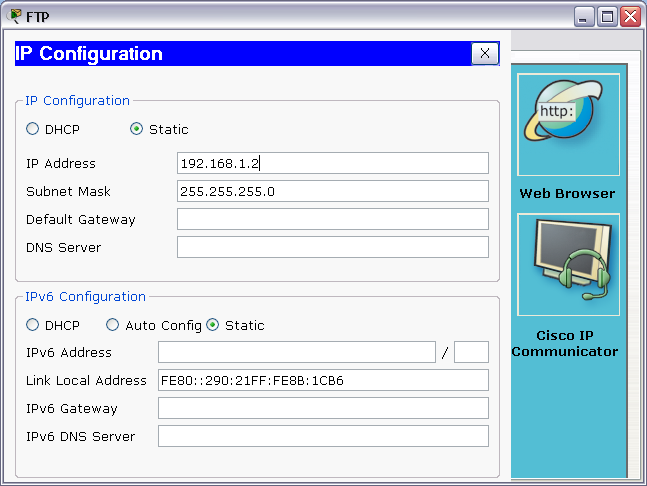 FTP
IP Configuration X
IP Configuration
DHCP Static
IP Address 192.168.1.2
Subnet Mask 255.255.255.0
Default Gateway
DNS Server
IPv6 Configuration
DHCP Auto Config Static
IPv6 Address /
Link Local Address FE80::290:21FF:FE8B:1CB6
IPv6 Gateway
IPv6 DNS Server
http:
Web Browser
Cisco IP
Communicator